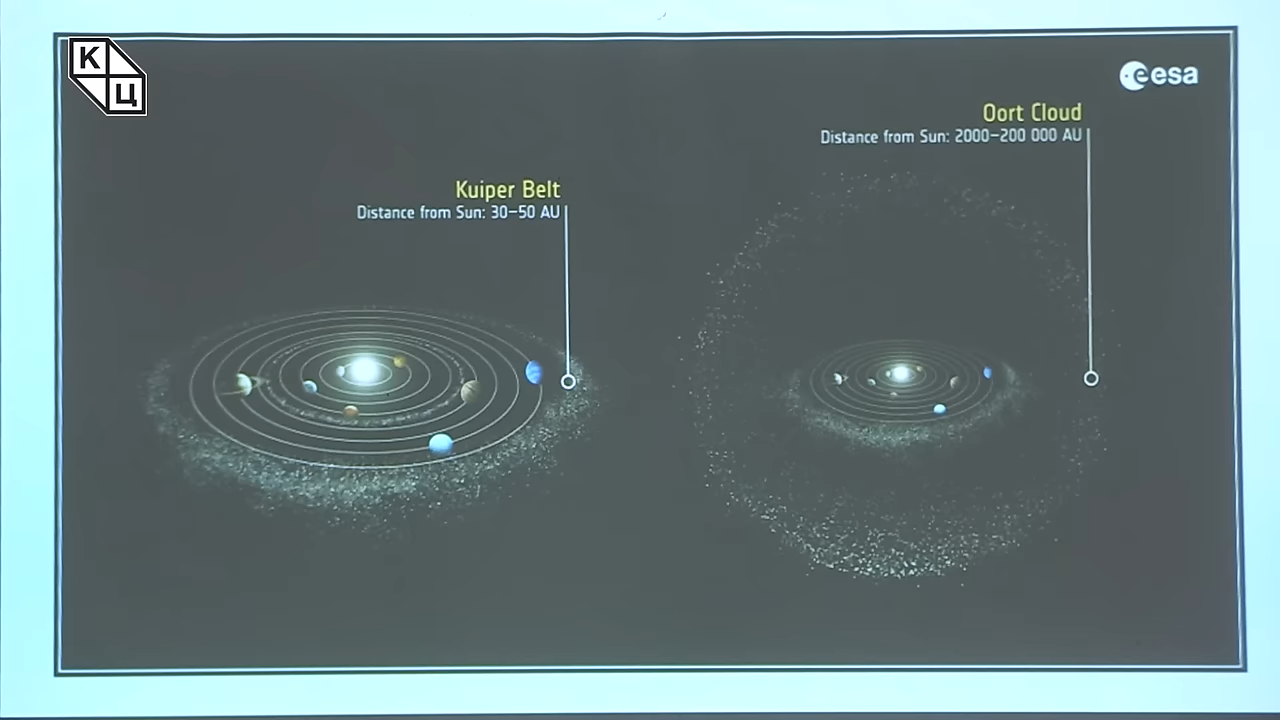 К
Ц
esa
Oort Cloud
Distance from Sun: 2000–200 000 AU
Kuiper Belt
Distance from Sun: 30–50 AU